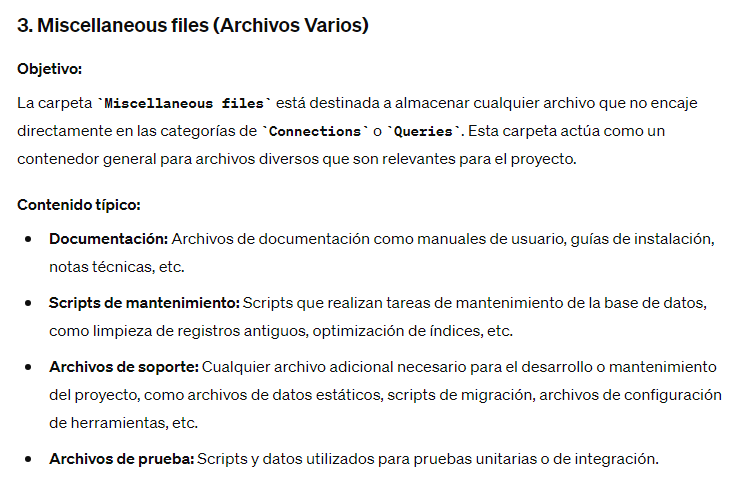 3. Miscellaneous files (Archivos Varios)
Objetivo:
La carpeta `Miscellaneous files` está destinada a almacenar cualquier archivo que no encaje
directamente en las categorías de `Connections` o `Queries`. Esta carpeta actúa como un
contenedor general para archivos diversos que son relevantes para el proyecto.
Contenido típico:
• Documentación: Archivos de documentación como manuales de usuario, guías de instalación,
notas técnicas, etc.
• Scripts de mantenimiento: Scripts que realizan tareas de mantenimiento de la base de datos,
como limpieza de registros antiguos, optimización de índices, etc.
• Archivos de soporte: Cualquier archivo adicional necesario para el desarrollo o mantenimiento
del proyecto, como archivos de datos estáticos, scripts de migración, archivos de configuración
de herramientas, etc.
• Archivos de prueba: Scripts y datos utilizados para pruebas unitarias o de integración.